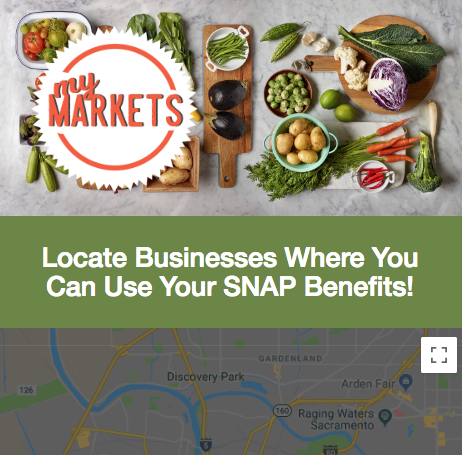 my
MARKETS
Locate Businesses Where You
Can Use Your SNAP Benefits!
GARDENLAND
Discovery Park
Arden Fair
126
160
Raging Waters
Sacramento
5
80